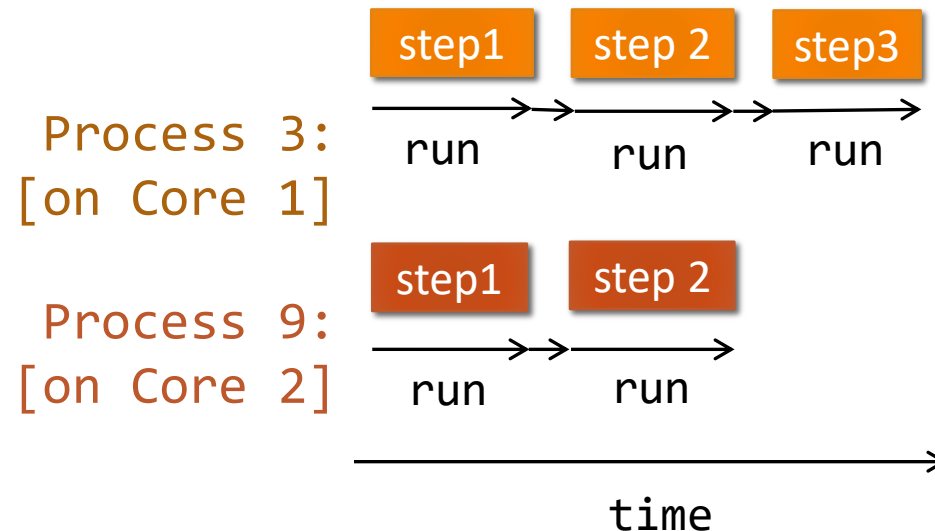 step1 step 2 step3
Process 3:
[on Core 1]
run run run
step1 step 2
Process 9:
[on Core 2]
run run
time